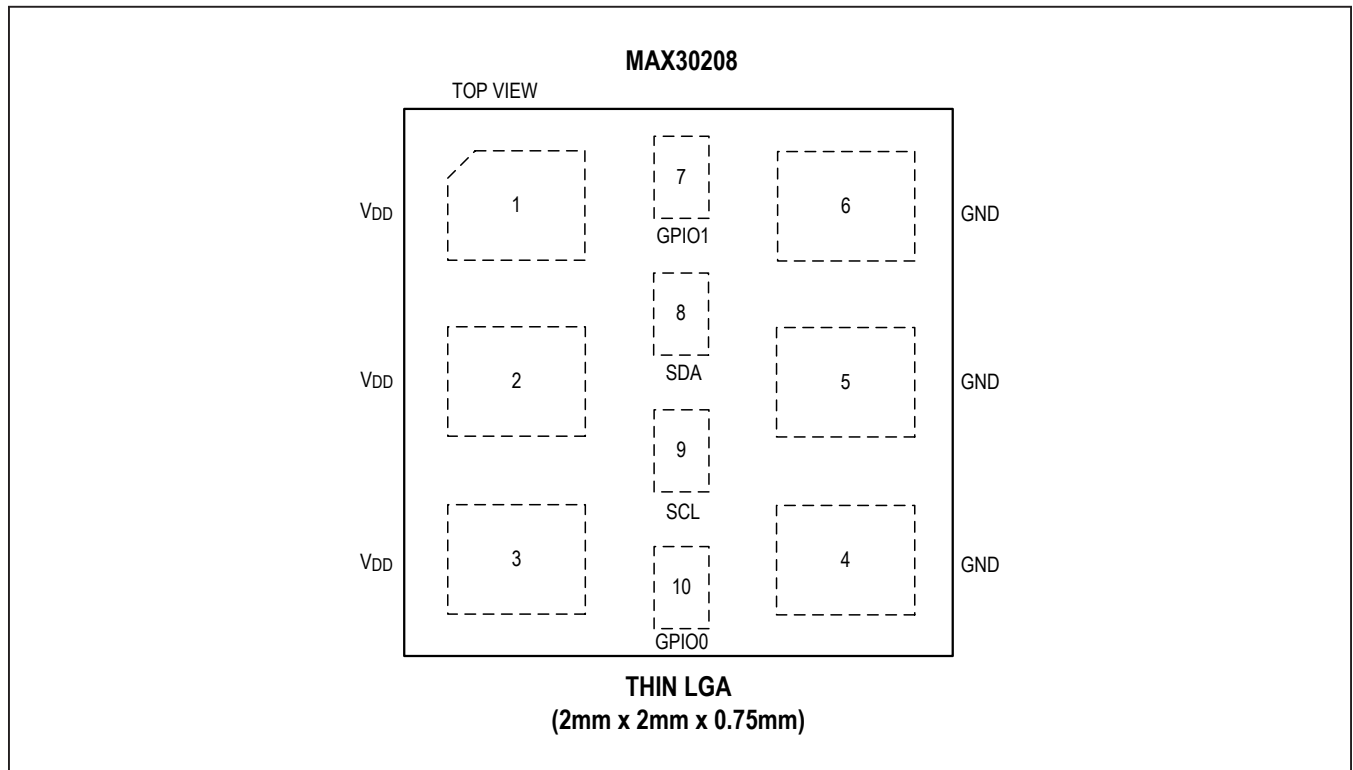 MAX30208
TOP VIEW
VDD
1
7
GPIO1
6
GND
8
SDA
VDD
2
5
GND
9
SCL
VDD
3
4
GND
10
GPIO0
THIN LGA
(2mm x 2mm x 0.75mm)